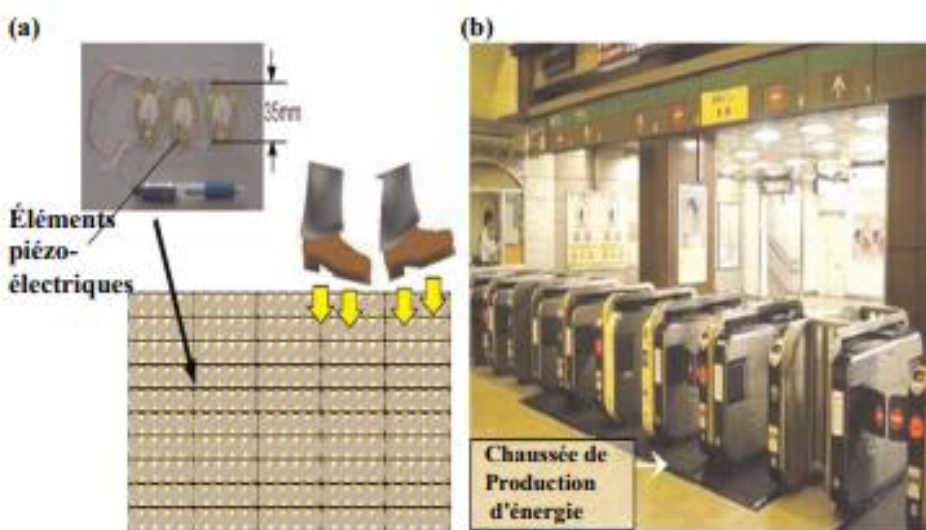 (a)
(b)
35mm
Éléments
piézo-
électriques
Chaussée de
Production
d'énergie